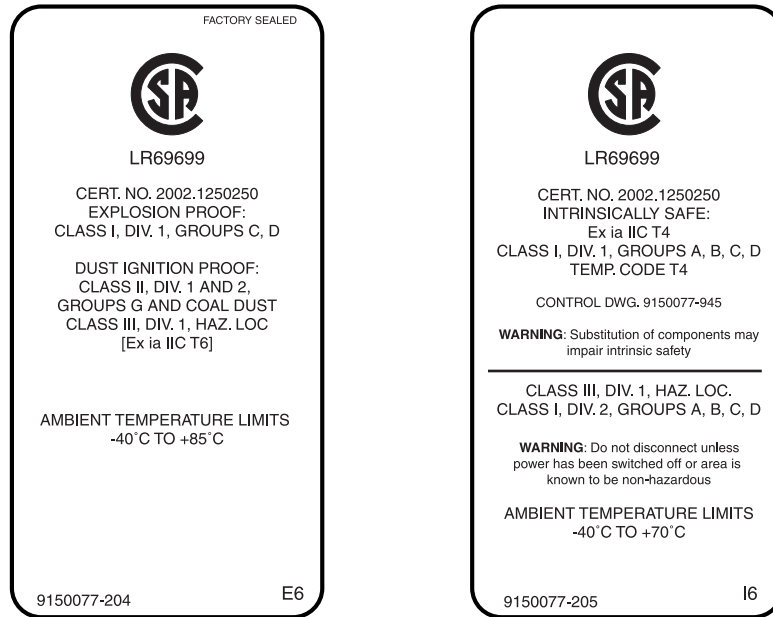 FACTORY SEALED
CSA
LR69699
CERT. NO. 2002.1250250
EXPLOSION PROOF:
CLASS I, DIV. 1, GROUPS C, D
DUST IGNITION PROOF:
CLASS II, DIV. 1 AND 2,
GROUPS G AND COAL DUST
CLASS III, DIV. 1, HAZ. LOC
[Ex ia IIC T6]
AMBIENT TEMPERATURE LIMITS
-40˚C TO +85˚C
9150077-204
E6
CSA
LR69699
CERT. NO. 2002.1250250
INTRINSICALLY SAFE:
Ex ia IIC T4
CLASS I, DIV. 1, GROUPS A, B, C, D
TEMP. CODE T4
CONTROL DWG. 9150077-945
WARNING: Substitution of components may
impair intrinsic safety
CLASS III, DIV. 1, HAZ. LOC.
CLASS I, DIV. 2, GROUPS A, B, C, D
WARNING: Do not disconnect unless
power has been switched off or area is
known to be non-hazardous
AMBIENT TEMPERATURE LIMITS
-40˚C TO +70˚C
9150077-205
I6